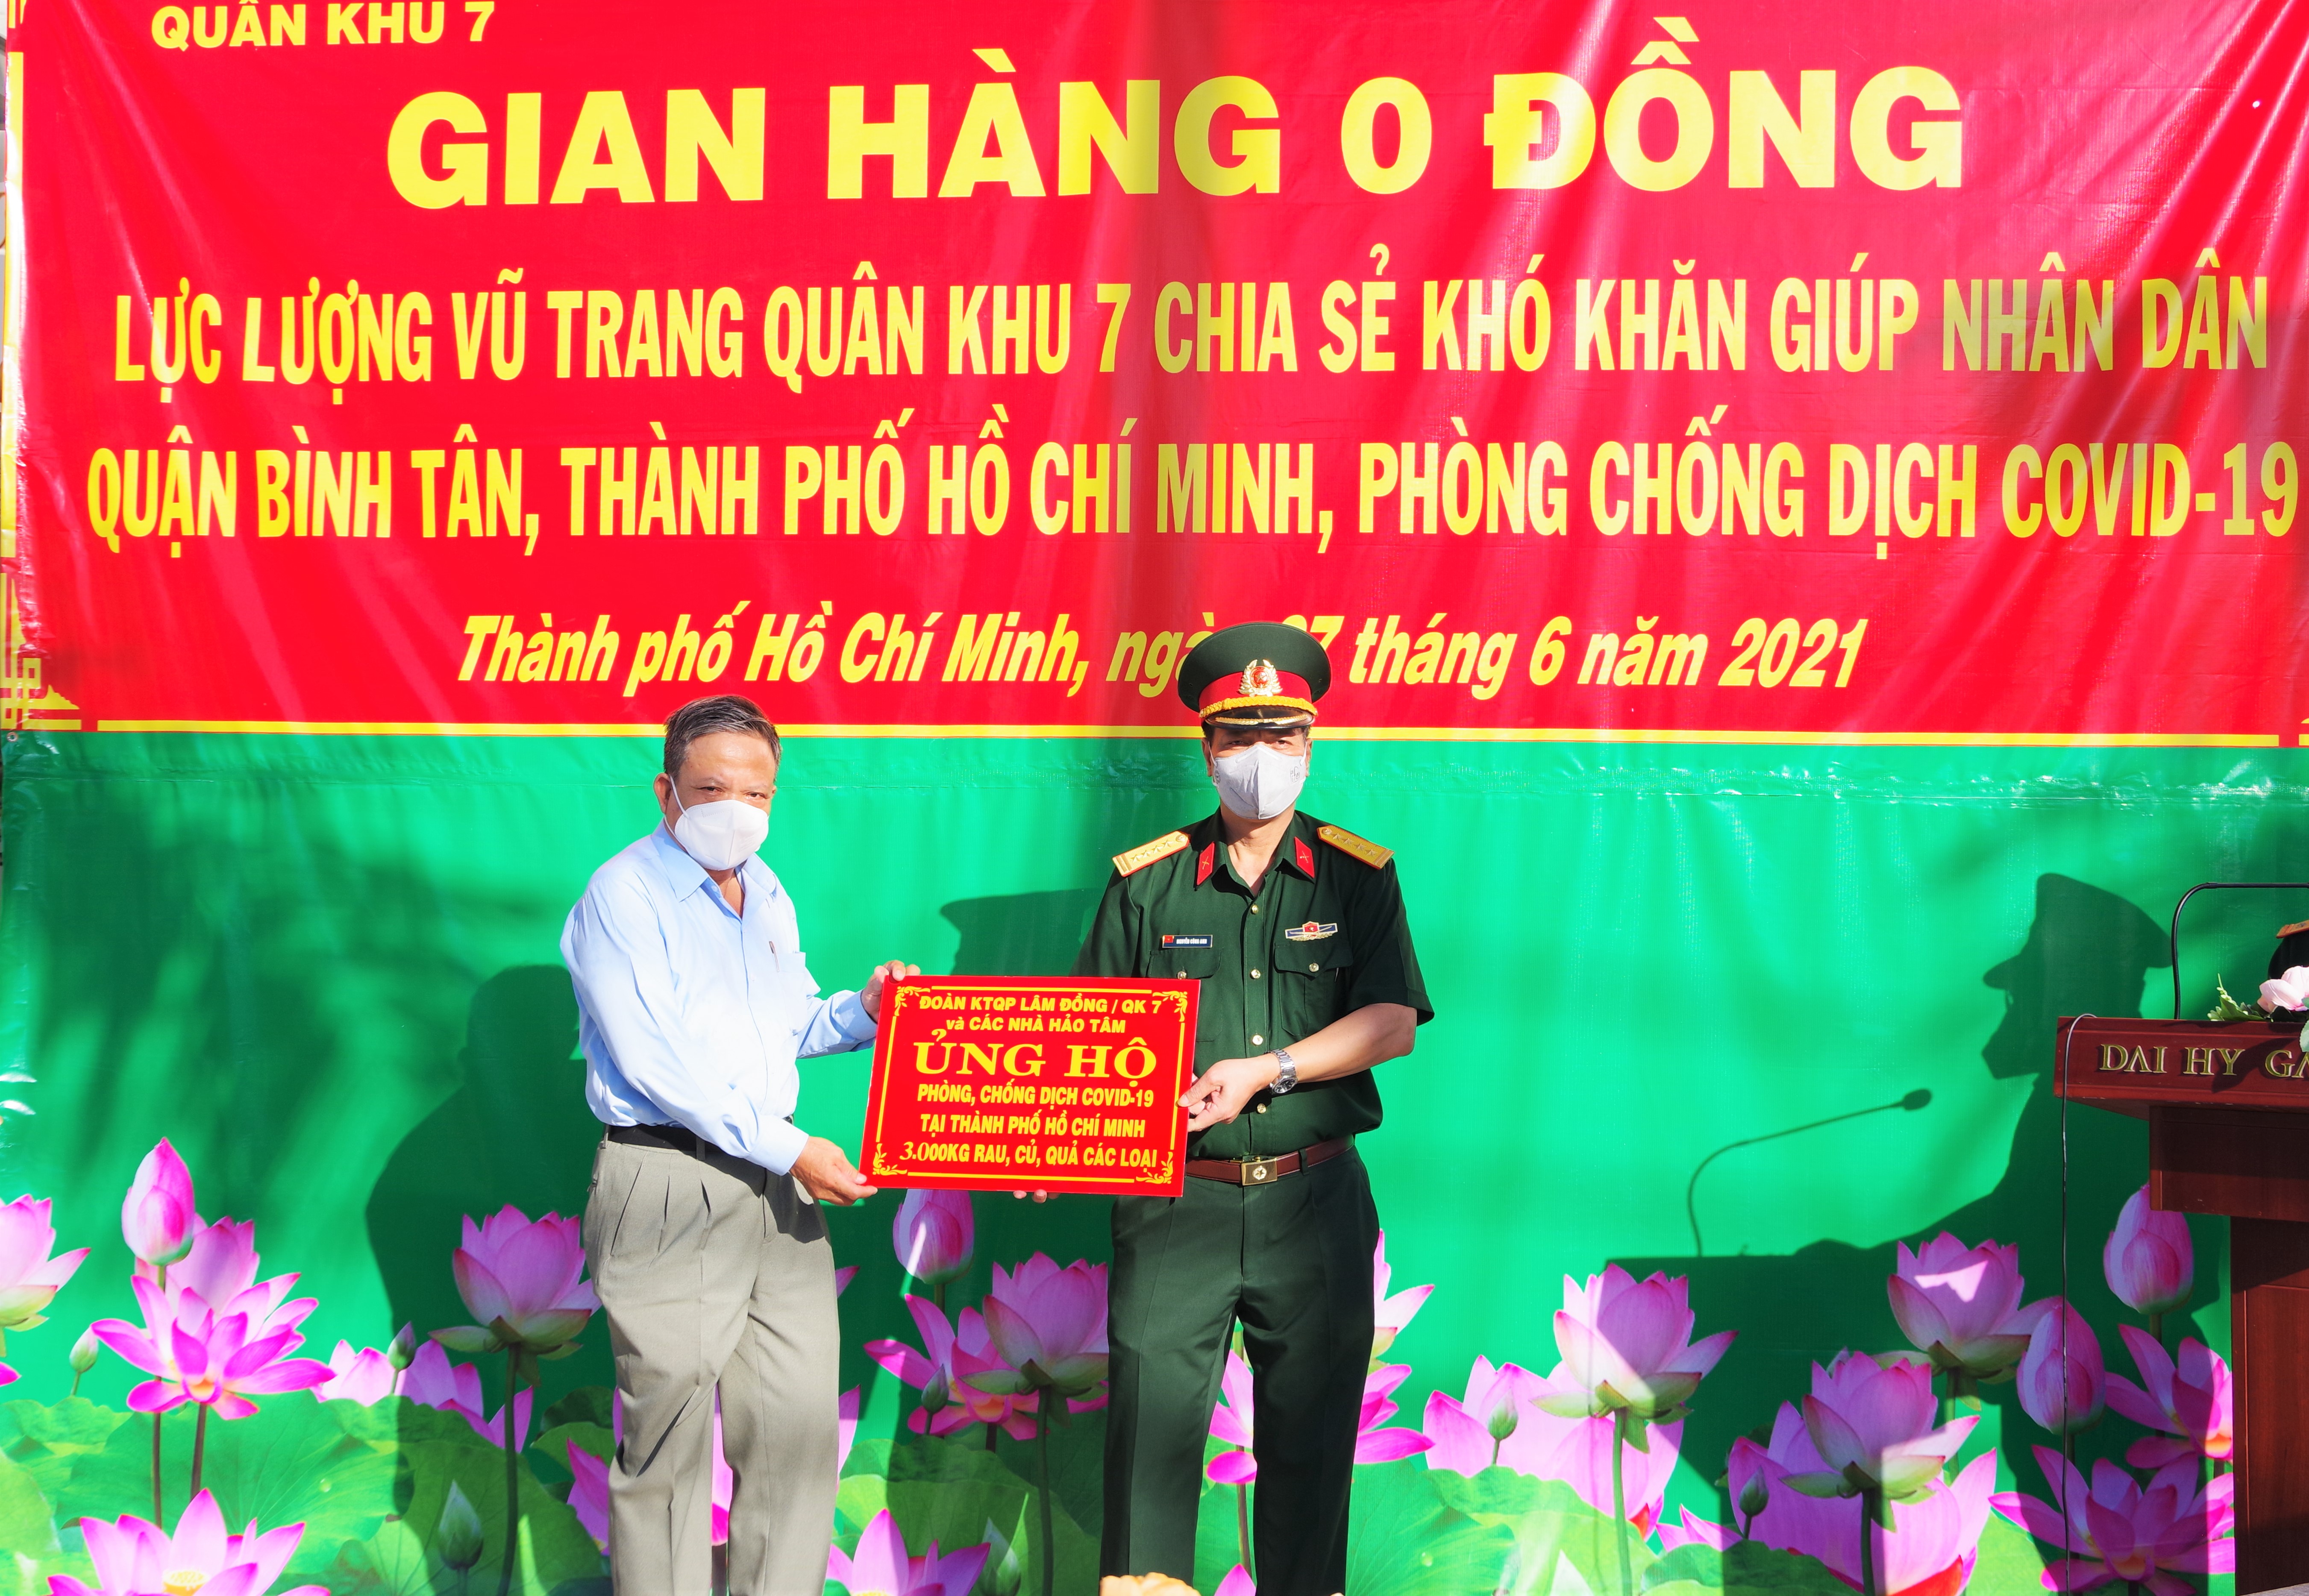 QUÂN KHU 7
GIAN HÀNG 0 ĐỒNG
LỰC LƯỢNG VŨ TRANG QUÂN KHU 7 CHIA SẺ KHÓ KHĂN GIÚP NHÂN DÂN
QUẬN BÌNH TÂN, THÀNH PHỐ HỒ CHÍ MINH, PHÒNG CHỐNG DỊCH COVID-19
Thành phố Hồ Chí Minh, 7 tháng 6 năm 2021
ĐOÀN KTQP LÂM ĐỒNG / QK 7
và CÁC NHÀ HẢO TÂM
ỦNG HỘ
PHÒNG, CHỐNG DỊCH COVID-19
TẠI THÀNH PHỐ HỒ CHÍ MINH
3.000KG RAU, CỦ, QUẢ CÁC LOẠI
DAI HY